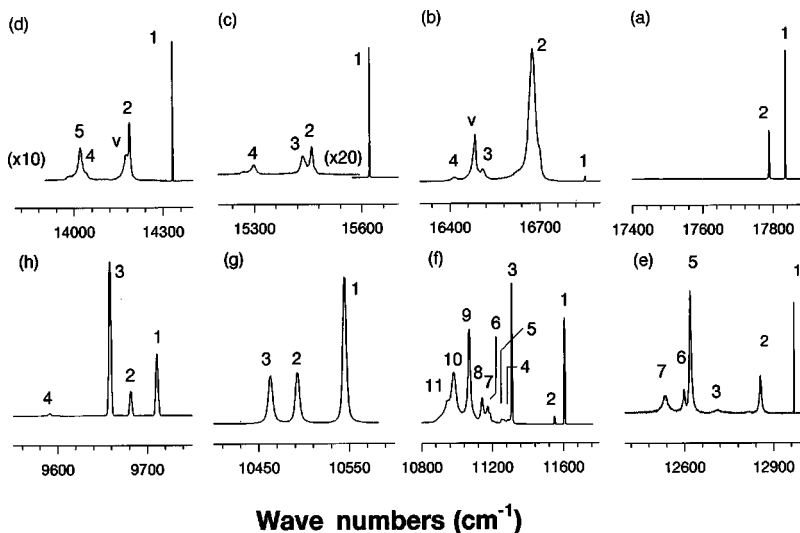 (d) (c) (b) (a)
1 1 2 1
5 4 v 2 3 2 v 2
(x10) 4 (x20) 4 3 1
14000 14300 15300 15600 16400 16700 17400 17600 17800
(h) (g) (f) (e)
3 1 3 5
2 1 3 2 9 6 5 1 1
4 11 10 8 7 4 2 7 6 3 2
9600 9700 10450 10550 10800 11200 11600 12600 12900
Wave numbers (cm⁻¹)